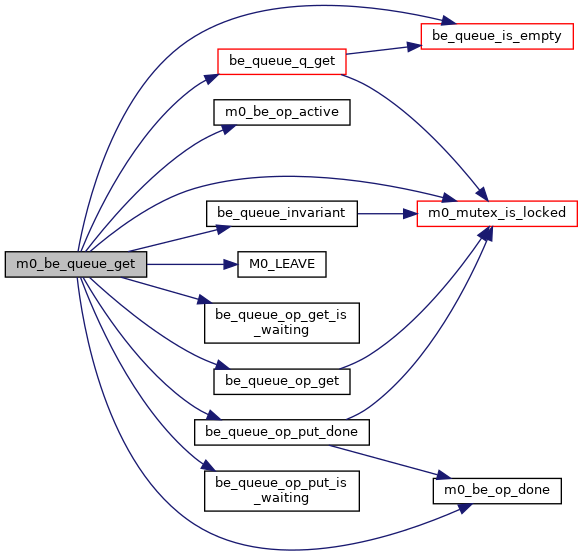 be_queue_is_empty
be_queue_q_get
m0_be_op_active
be_queue_invariant
m0_mutex_is_locked
m0_be_queue_get
M0_LEAVE
be_queue_op_get_is
_waiting
be_queue_op_get
be_queue_op_put_done
be_queue_op_put_is
_waiting
m0_be_op_done